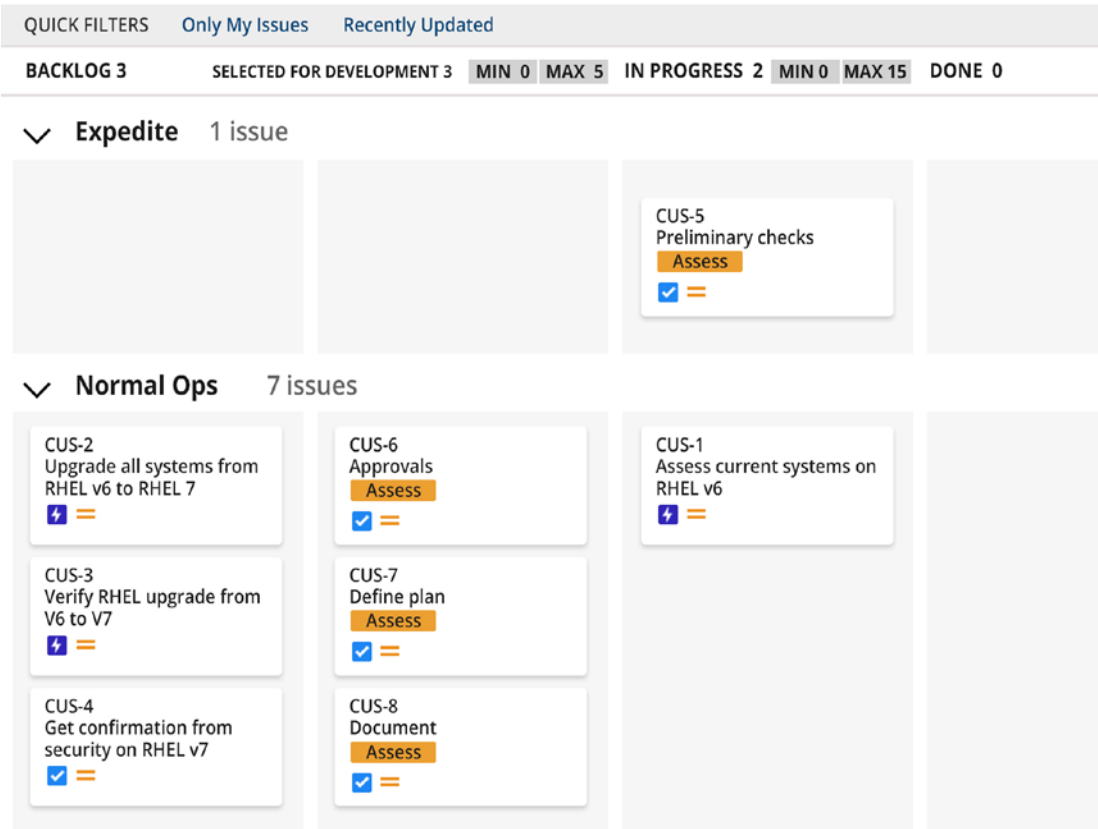 QUICK FILTERS Only My Issues Recently Updated
BACKLOG 3 SELECTED FOR DEVELOPMENT 3 MIN 0 MAX 5 IN PROGRESS 2 MIN 0 MAX 15 DONE 0
Expedite 1 issue
CUS-5
Preliminary checks
Assess
Normal Ops 7 issues
CUS-2
Upgrade all systems from
RHEL v6 to RHEL 7
CUS-3
Verify RHEL upgrade from
V6 to V7
CUS-4
Get confirmation from
security on RHEL v7
CUS-6
Approvals
Assess
CUS-7
Define plan
Assess
CUS-8
Document
Assess
CUS-1
Assess current systems on
RHEL v6